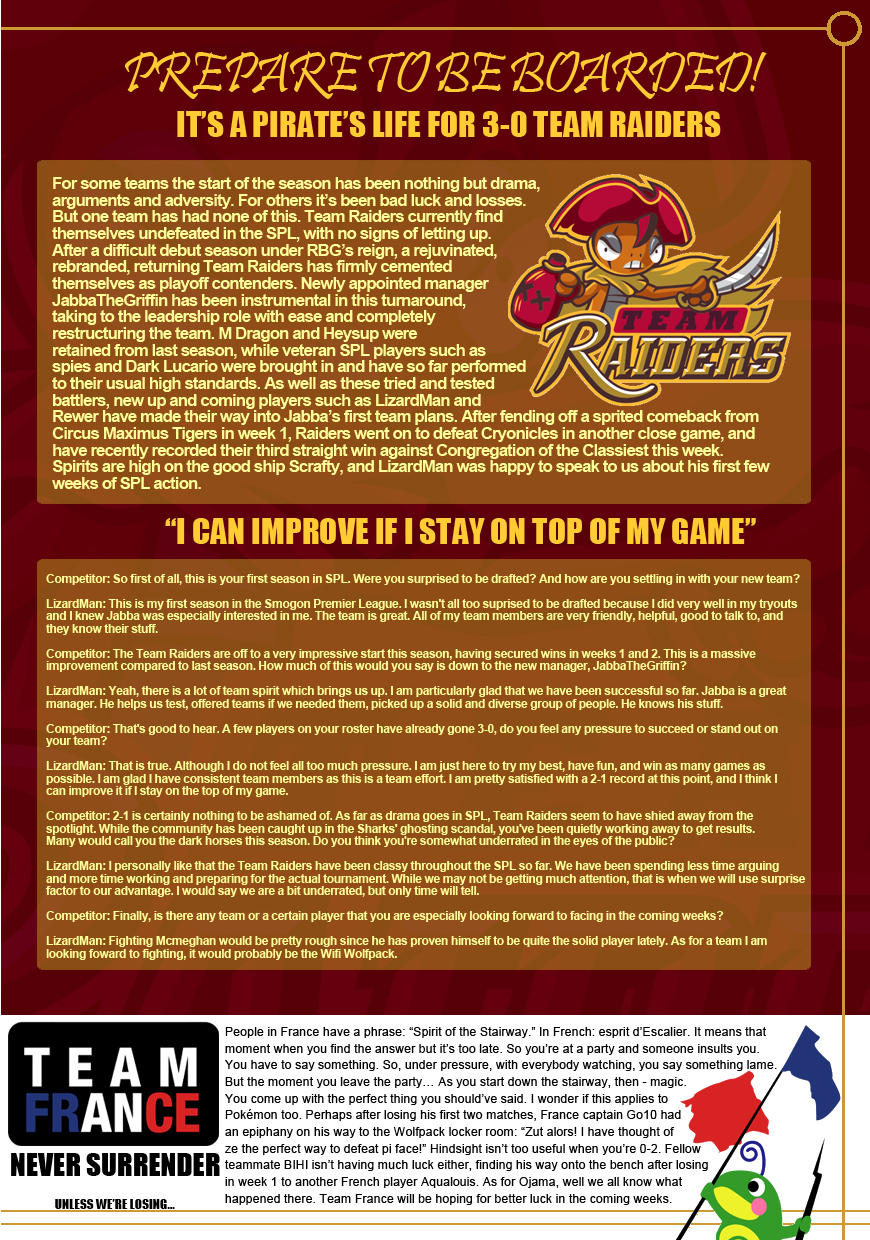 PREPARE TO BE BOARDED!
IT'S A PIRATE'S LIFE FOR 3-0 TEAM RAIDERS
For some teams the start of the season has been nothing but drama,
arguments and adversity. For others it's been bad luck and losses.
But one team has had none of this. Team Raiders currently find
themselves undefeated in the SPL, with no signs of letting up.
After a difficult debut season under RBG's reign, a rejuvinated,
rebranded, returning Team Raiders has firmly cemented
themselves as playoff contenders. Newly appointed manager
JabbaTheGriffin has been instrumental in this turnaround,
taking to the leadership role with ease and completely
restructuring the team. M Dragon and Heysup were
retained from last season, while veteran SPL players such as
spies and Dark Lucario were brought in and have so far performed
to their usual high standards. As well as these tried and tested
battlers, new up and coming players such as LizardMan and
Rewer have made their way into Jabba's first team plans. After fending off a sprited comeback from
Circus Maximus Tigers in week 1, Raiders went on to defeat Cryonicles in another close game, and
have recently recorded their third straight win against Congregation of the Classiest this week.
Spirits are high on the good ship Scrafty, and LizardMan was happy to speak to us about his first few
weeks of SPL action.
TEAM
RAIDERS
"I CAN IMPROVE IF I STAY ON TOP OF MY GAME"
Competitor: So first of all, this is your first season in SPL. Were you surprised to be drafted? And how are you settling in with your new team?
LizardMan: This is my first season in the Smogon Premier League. I wasn't all too suprised to be drafted because I did very well in my tryouts
and I knew Jabba was especially interested in me. The team is great. All of my team members are very friendly, helpful, good to talk to, and
they know their stuff.
Competitor: The Team Raiders are off to a very impressive start this season, having secured wins in weeks 1 and 2. This is a massive
improvement compared to last season. How much of this would you say is down to the new manager, JabbaTheGriffin?
LizardMan: Yeah, there is a lot of team spirit which brings us up. I am particularly glad that we have been successful so far. Jabba is a great
manager. He helps us test, offered teams if we needed them, picked up a solid and diverse group of people. He knows his stuff.
Competitor: That's good to hear. A few players on your roster have already gone 3-0, do you feel any pressure to succeed or stand out on
your team?
LizardMan: That is true. Although I do not feel all too much pressure. I am just here to try my best, have fun, and win as many games as
possible. I am glad I have consistent team members as this is a team effort. I am pretty satisfied with a 2-1 record at this point, and I think I
can improve it if I stay on the top of my game.
Competitor: 2-1 is certainly nothing to be ashamed of. As far as drama goes in SPL, Team Raiders seem to have shied away from the
spotlight. While the community has been caught up in the Sharks' ghosting scandal, you've been quietly working away to get results.
Many would call you the dark horses this season. Do you think you're somewhat underrated in the eyes of the public?
LizardMan: I personally like that the Team Raiders have been classy throughout the SPL so far. We have been spending less time arguing
and more time working and preparing for the actual tournament. While we may not be getting much attention, that is when we will use surprise
factor to our advantage. I would say we are a bit underrated, but only time will tell.
Competitor: Finally, is there any team or a certain player that you are especially looking forward to facing in the coming weeks?
LizardMan: Fighting Mcmeghan would be pretty rough since he has proven himself to be quite the solid player lately. As for a team I am
looking foward to fighting, it would probably be the Wifi Wolfpack.
TEAM
FRANCE
NEVER SURRENDER
UNLESS WE'RE LOSING...
People in France have a phrase: "Spirit of the Stairway." In French: esprit d'Escalier. It means that
moment when you find the answer but it's too late. So you're at a party and someone insults you.
You have to say something. So, under pressure, with everybody watching, you say something lame.
But the moment you leave the party… As you start down the stairway, then - magic.
You come up with the perfect thing you should've said. I wonder if this applies to
Pokémon too. Perhaps after losing his first two matches, France captain Go10 had
an epiphany on his way to the Wolfpack locker room: "Zut alors! I have thought of
ze the perfect way to defeat pi face!" Hindsight isn't too useful when you're 0-2. Fellow
teammate BIHI isn't having much luck either, finding his way onto the bench after losing
in week 1 to another French player Aqualouis. As for Ojama, well we all know what
happened there. Team France will be hoping for better luck in the coming weeks.